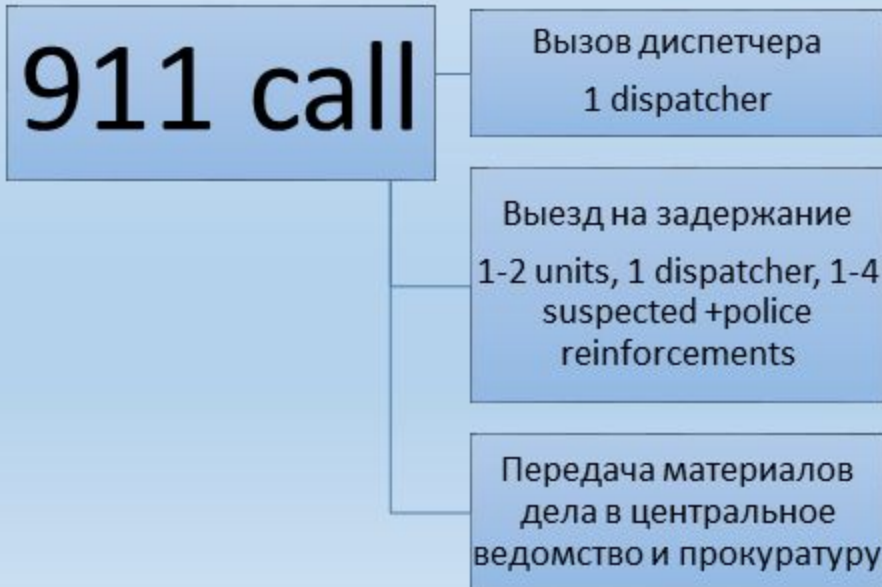 911 call
Вызов диспетчера
1 dispatcher
Выезд на задержание
1-2 units, 1 dispatcher, 1-4
suspected +police
reinforcements
Передача материалов
дела в центральное
ведомство и прокуратуру